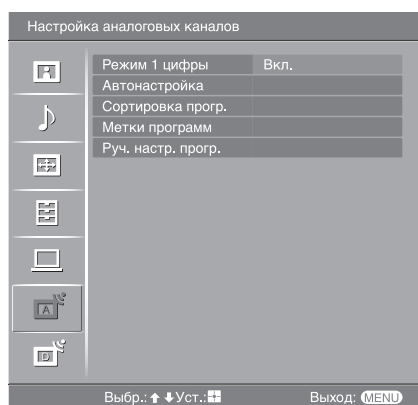 Настройка аналоговых каналов
Режим 1 цифры Вкл.
Автонастройка
Сортировка прогр.
Метки программ
Руч. настр. прогр.
A
D
Выбр.: Уст.: Выход: MENU